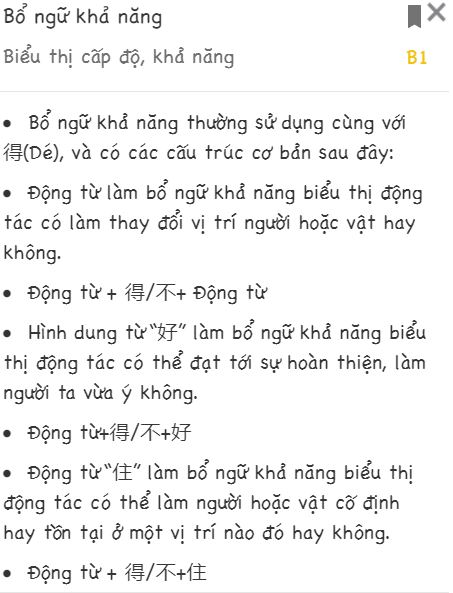 Bổ ngữ khả năng
Biểu thị cấp độ, khả năng B1
• Bổ ngữ khả năng thường sử dụng cùng với
得(Dé), và có các cấu trúc cơ bản sau đây:
• Động từ làm bổ ngữ khả năng biểu thị động
tác có làm thay đổi vị trí người hoặc vật hay
không.
• Động từ + 得/不+ Động từ
• Hình dung từ “好” làm bổ ngữ khả năng biểu
thị động tác có thể đạt tới sự hoàn thiện, làm
người ta vừa ý không.
• Động từ+得/不+好
• Động từ “住” làm bổ ngữ khả năng biểu thị
động tác có thể làm người hoặc vật cố định
hay tồn tại ở một vị trí nào đó hay không.
• Động từ + 得/不+住